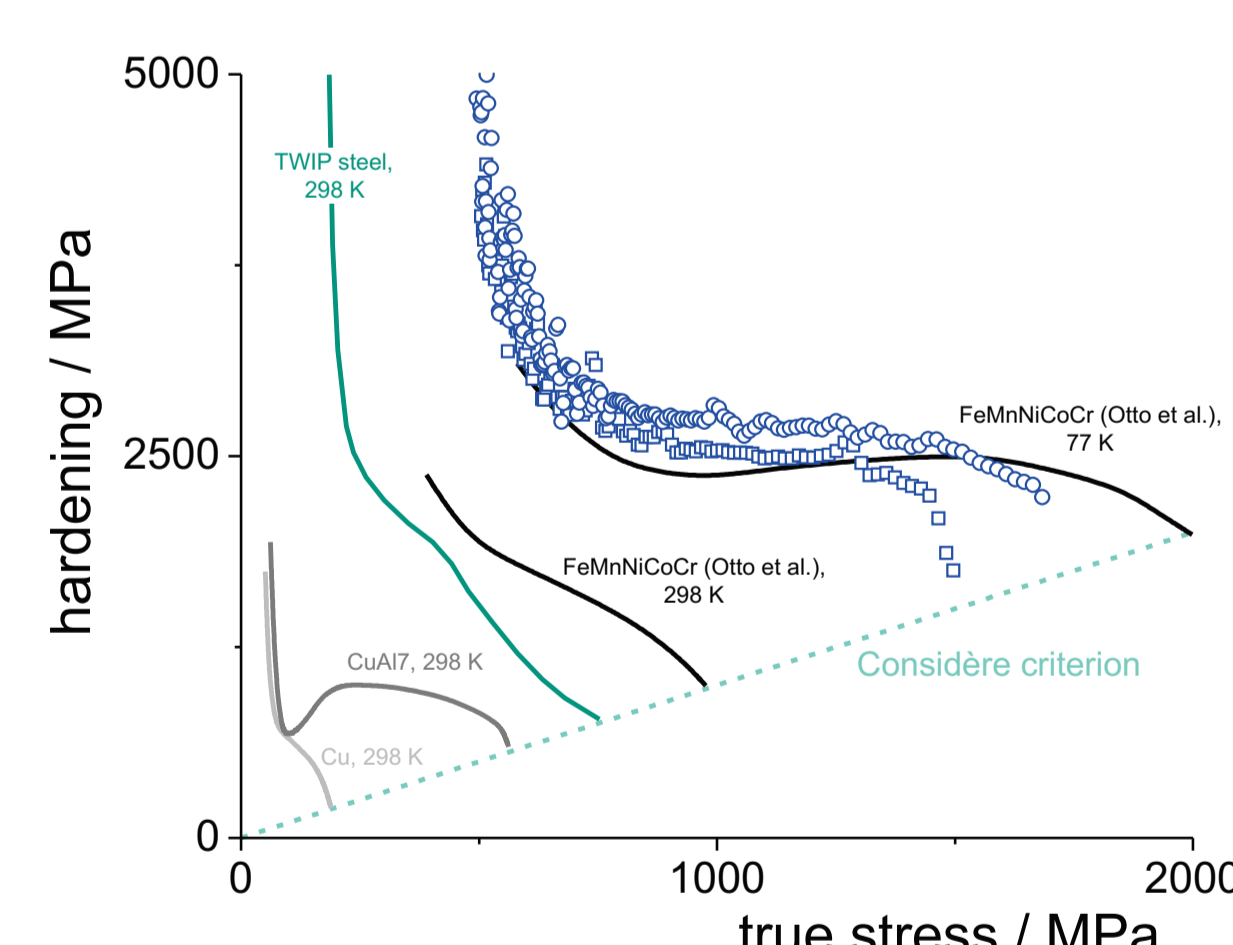 5000
TWIP steel,
298 K
hardening / MPa
FeMnNiCoCr (Otto et al.),
77 K
2500
FeMnNiCoCr (Otto et al.),
298 K
CuAl7, 298 K
Considère criterion
Cu, 298 K
0
0
1000
2000
true stress / MPa